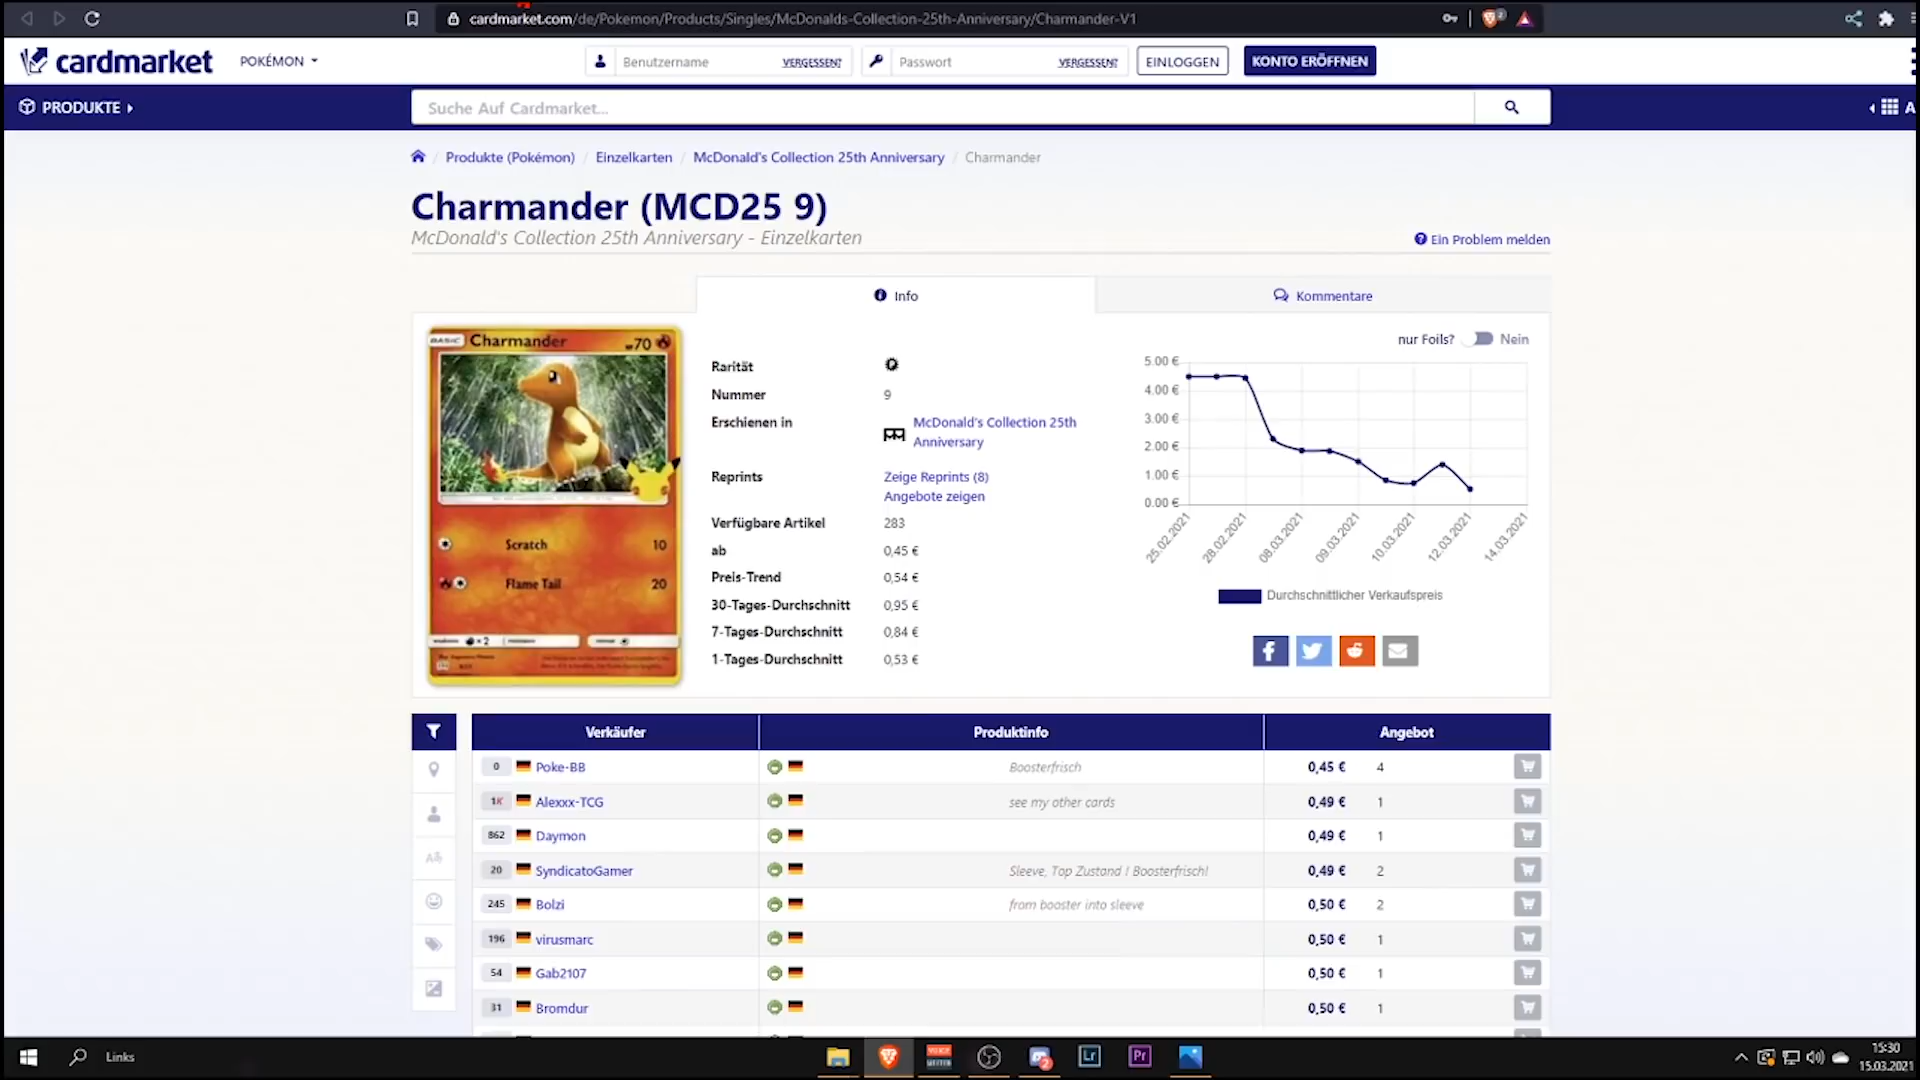 cardmarket.com/de/Pokemon/Products/Singles/McDonalds-Collection-25th-Anniversary/Charmander-V1
2
cardmarket
POKÉMON
Benutzername
VERGESSEN?
Passwort
VERGESSEN?
EINLOGGEN
KONTO ERÖFFNEN
PRODUKTE
Suche Auf Cardmarket...
A
Produkte (Pokémon) / Einzelkarten / McDonald's Collection 25th Anniversary / Charmander
Charmander (MCD25 9)
McDonald's Collection 25th Anniversary - Einzelkarten
Ein Problem melden
Info
Kommentare
BASIC Charmander HP70
Scratch 10
Flame Tail 20
weakness ×2
Rarität
Nummer 9
Erschienen in McDonald's Collection 25th
Anniversary
Reprints Zeige Reprints (8)
Angebote zeigen
Verfügbare Artikel 283
ab 0,45 €
Preis-Trend 0,54 €
30-Tages-Durchschnitt 0,95 €
7-Tages-Durchschnitt 0,84 €
1-Tages-Durchschnitt 0,53 €
nur Foils? Nein
5.00 €
4.00 €
3.00 €
2.00 €
1.00 €
0.00 €
25.02.2021
28.02.2021
08.03.2021
09.03.2021
10.03.2021
12.03.2021
14.03.2021
Durchschnittlicher Verkaufspreis
Verkäufer Produktinfo Angebot
0 Poke-BB Boosterfrisch 0,45 € 4
1K Alexxx-TCG see my other cards 0,49 € 1
862 Daymon 0,49 € 1
20 SyndicatoGamer Sleeve, Top Zustand ! Boosterfrisch! 0,49 € 2
245 Bolzi from booster into sleeve 0,50 € 2
196 virusmarc 0,50 € 1
54 Gab2107 0,50 € 1
31 Bromdur 0,50 € 1
Links
2
Lr
Pr
15:30
15.03.2021